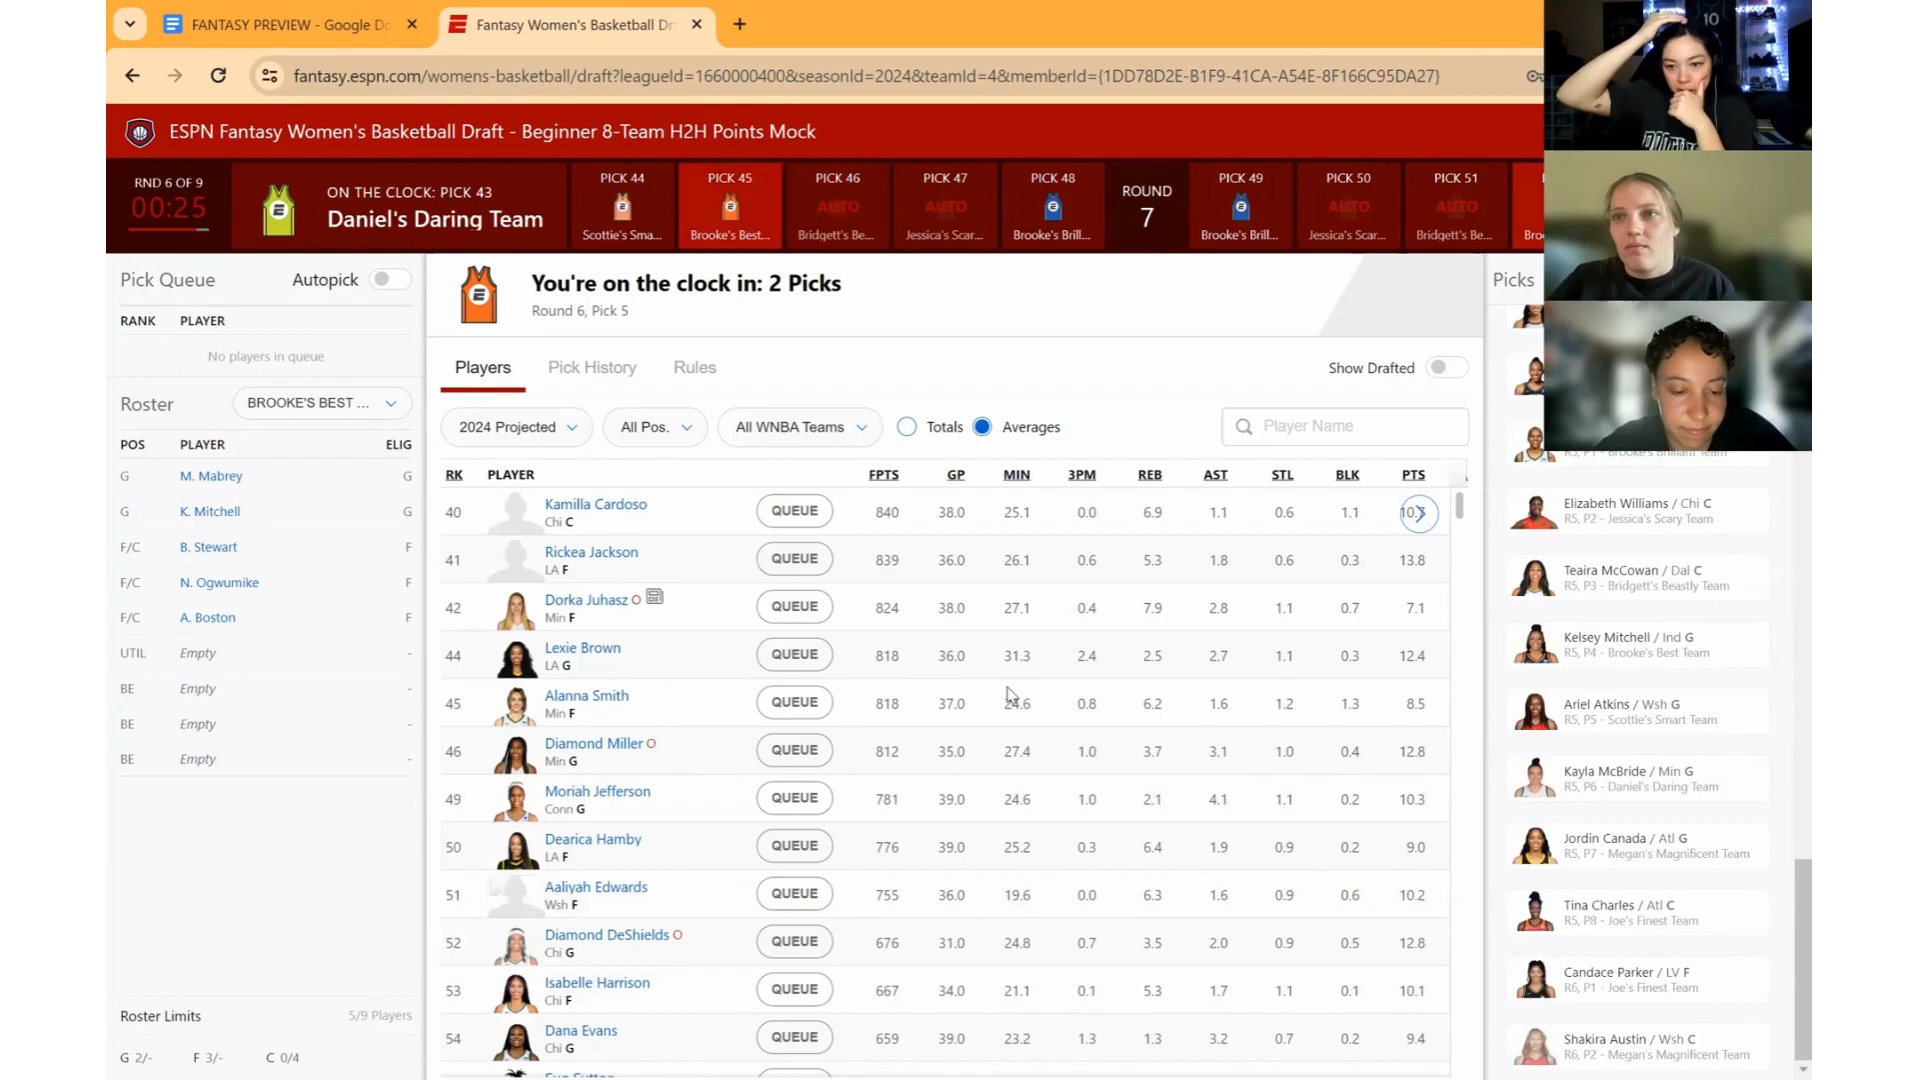 FANTASY PREVIEW - Google Do
Fantasy Women's Basketball Dr
fantasy.espn.com/womens-basketball/draft?leagueId=1660000400&seasonId=2024&teamId=4&memberId={1DD78D2E-B1F9-41CA-A54E-8F166C95DA27}
10
ESPN Fantasy Women's Basketball Draft - Beginner 8-Team H2H Points Mock
RND 6 OF 9
00:25
ON THE CLOCK: PICK 43
Daniel's Daring Team
PICK 44
Scottie's Sma...
PICK 45
Brooke's Best...
PICK 46
AUTO
Bridgett's Be...
PICK 47
AUTO
Jessica's Scar...
PICK 48
Brooke's Brill...
ROUND
7
PICK 49
Brooke's Brill...
PICK 50
AUTO
Jessica's Scar...
PICK 51
AUTO
Bridgett's Be...
Bro
Pick Queue
Autopick
RANK PLAYER
No players in queue
Roster
BROOKE'S BEST ...
POS PLAYER ELIG
G M. Mabrey G
G K. Mitchell G
F/C B. Stewart F
F/C N. Ogwumike F
F/C A. Boston F
UTIL Empty -
BE Empty -
BE Empty -
BE Empty -
Roster Limits 5/9 Players
G 2/- F 3/- C 0/4
You're on the clock in: 2 Picks
Round 6, Pick 5
Players Pick History Rules
Show Drafted
2024 Projected All Pos. All WNBA Teams Totals Averages Player Name
RK PLAYER FPTS GP MIN 3PM REB AST STL BLK PTS
40 Kamilla Cardoso QUEUE 840 38.0 25.1 0.0 6.9 1.1 0.6 1.1
Chi C
41 Rickea Jackson QUEUE 839 36.0 26.1 0.6 5.3 1.8 0.6 0.3 13.8
LA F
42 Dorka Juhasz O QUEUE 824 38.0 27.1 0.4 7.9 2.8 1.1 0.7 7.1
Min F
44 Lexie Brown QUEUE 818 36.0 31.3 2.4 2.5 2.7 1.1 0.3 12.4
LA G
45 Alanna Smith QUEUE 818 37.0 24.6 0.8 6.2 1.6 1.2 1.3 8.5
Min F
46 Diamond Miller O QUEUE 812 35.0 27.4 1.0 3.7 3.1 1.0 0.4 12.8
Min G
49 Moriah Jefferson QUEUE 781 39.0 24.6 1.0 2.1 4.1 1.1 0.2 10.3
Conn G
50 Dearica Hamby QUEUE 776 39.0 25.2 0.3 6.4 1.9 0.9 0.2 9.0
LA F
51 Aaliyah Edwards QUEUE 755 36.0 19.6 0.0 6.3 1.6 0.9 0.6 10.2
Wsh F
52 Diamond DeShields O QUEUE 676 31.0 24.8 0.7 3.5 2.0 0.9 0.5 12.8
Chi G
53 Isabelle Harrison QUEUE 667 34.0 21.1 0.1 5.3 1.7 1.1 0.1 10.1
Chi F
54 Dana Evans QUEUE 659 39.0 23.2 1.3 1.3 3.2 0.7 0.2 9.4
Chi G
Picks
R5, P1 - Brooke's Brilliant Team
Elizabeth Williams / Chi C
R5, P2 - Jessica's Scary Team
Teaira McCowan / Dal C
R5, P3 - Bridgett's Beastly Team
Kelsey Mitchell / Ind G
R5, P4 - Brooke's Best Team
Ariel Atkins / Wsh G
R5, P5 - Scottie's Smart Team
Kayla McBride / Min G
R5, P6 - Daniel's Daring Team
Jordin Canada / Atl G
R5, P7 - Megan's Magnificent Team
Tina Charles / Atl C
R5, P8 - Joe's Finest Team
Candace Parker / LV F
R6, P1 - Joe's Finest Team
Shakira Austin / Wsh C
R6, P2 - Megan's Magnificent Team